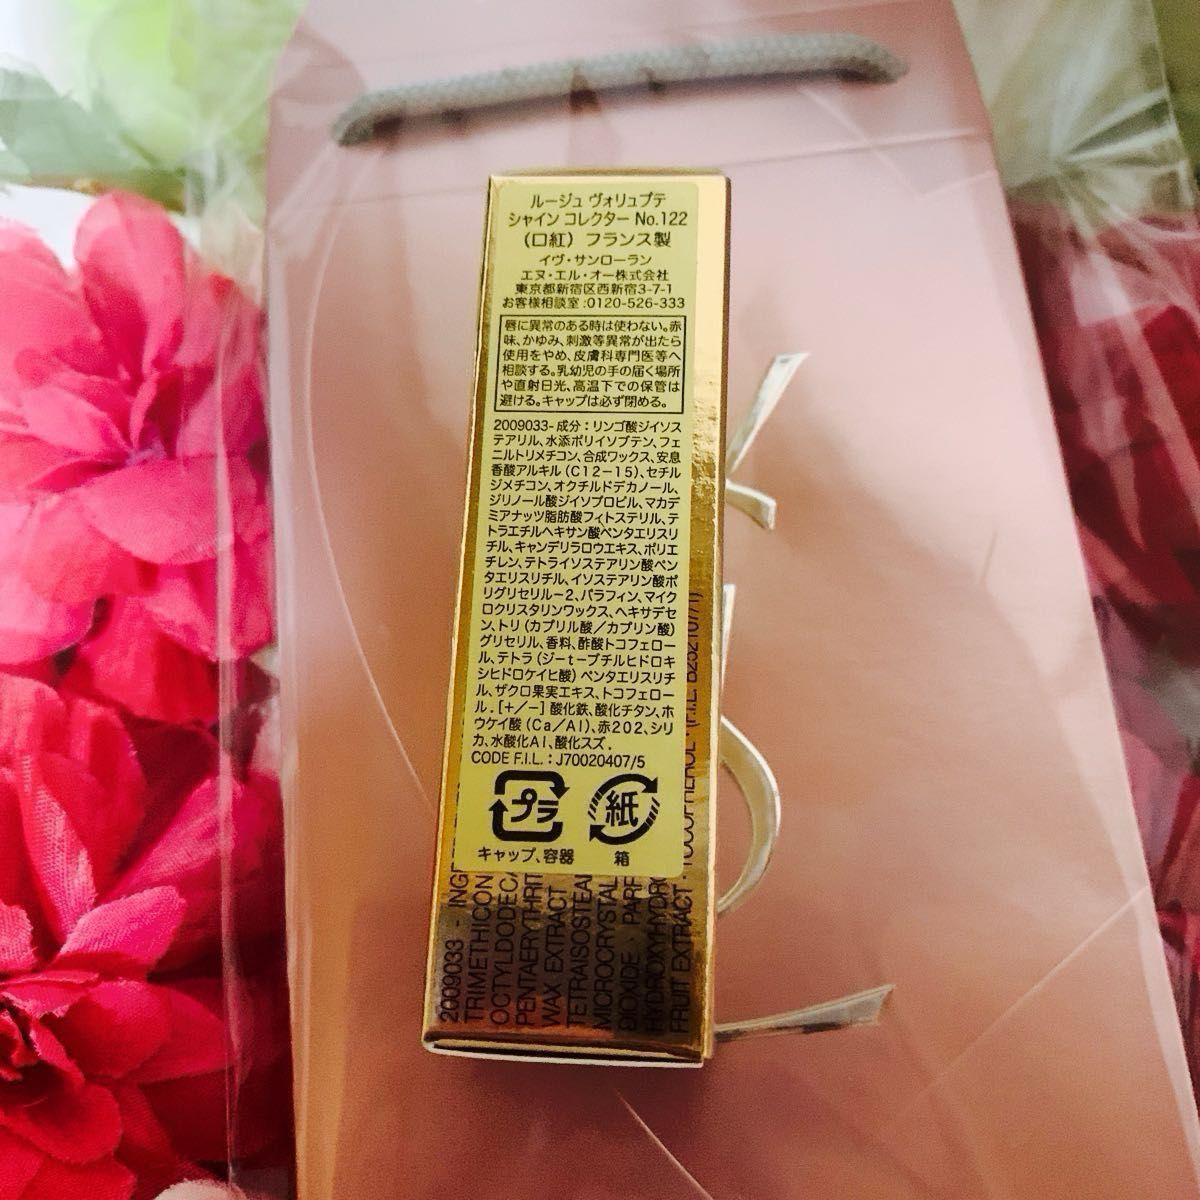 ルージュ ヴォリュプテ
シャイン コレクター No.122
(口紅) フランス製
イヴ・サンローラン
エヌ・エル・オー株式会社
東京都新宿区西新宿3-7-1
お客様相談室:0120-526-333
唇に異常のある時は使わない。赤
味、かゆみ、刺激等異常が出たら
使用をやめ、皮膚科専門医等へ
相談する。乳幼児の手の届く場所
や直射日光、高温下での保管は
避ける。キャップは必ず閉める。
2009033-成分:リンゴ酸ジイソス
テアリル、水添ポリイソブテン、フェ
ニルトリメチコン、合成ワックス、安息
香酸アルキル(C12-15)、セチル
ジメチコン、オクチルドデカノール、
ジリノール酸ジイソプロピル、マカデ
ミアナッツ脂肪酸フィトステリル、テ
トラエチルヘキサン酸ペンタエリスリ
チル、キャンデリラロウエキス、ポリエ
チレン、テトライソステアリン酸ペン
タエリスリチル、イソステアリン酸ポ
リグリセリル-2、パラフィン、マイク
ロクリスタリンワックス、ヘキサデセ
ン、トリ(カプリル酸/カプリン酸)
グリセリル、香料、酢酸トコフェロー
ル、テトラ(ジ-t-ブチルヒドロキ
シヒドロケイヒ酸)ペンタエリスリチ
ル、ザクロ果実エキス、トコフェロー
ル.[+/-]酸化鉄、酸化チタン、ホ
ウケイ酸(Ca/Al)、赤202、シリ
カ、水酸化Al、酸化スズ.
CODE F.I.L.:J70020407/5
プラ 紙
キャップ、容器 箱
2009033 - INGR
TRIMETHICON
OCTYLDODECA
PENTAERYTHRIT
WAX EXTRACT
TETRAISOSTEA
MICROCRYSTAL
DIOXIDE · PARF
HYDROXYHYDRO
FRUIT EXTRACT · TOCOPHEROL · (F.I.L. B25210///1)